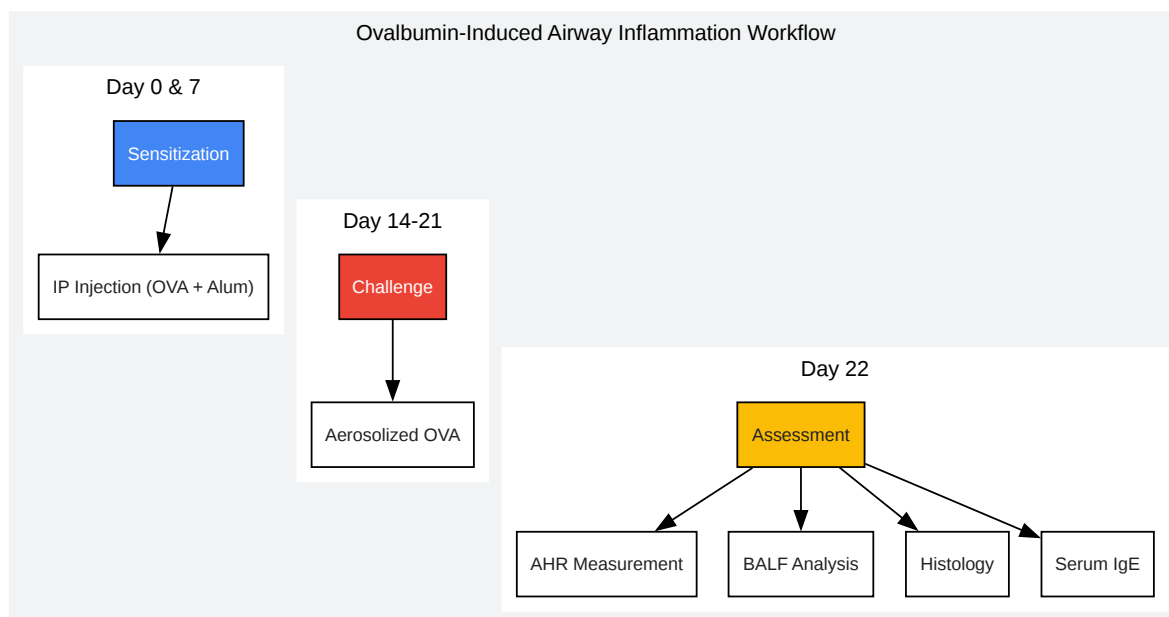 Ovalbumin-Induced Airway Inflammation Workflow
Day 0 & 7
Sensitization
IP Injection (OVA + Alum)
Day 14-21
Challenge
Aerosolized OVA
Day 22
Assessment
AHR Measurement
BALF Analysis
Histology
Serum IgE